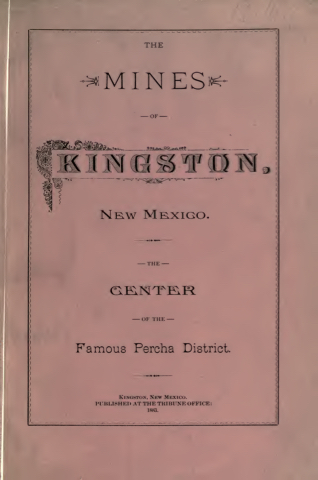 THE
MINES
— OF —
KINGSTON,
NEW MEXICO.
— THE —
CENTER
— OF THE —
Famous Percha District.
KINGSTON, NEW MEXICO.
PUBLISHED AT THE TRIBUNE OFFICE.